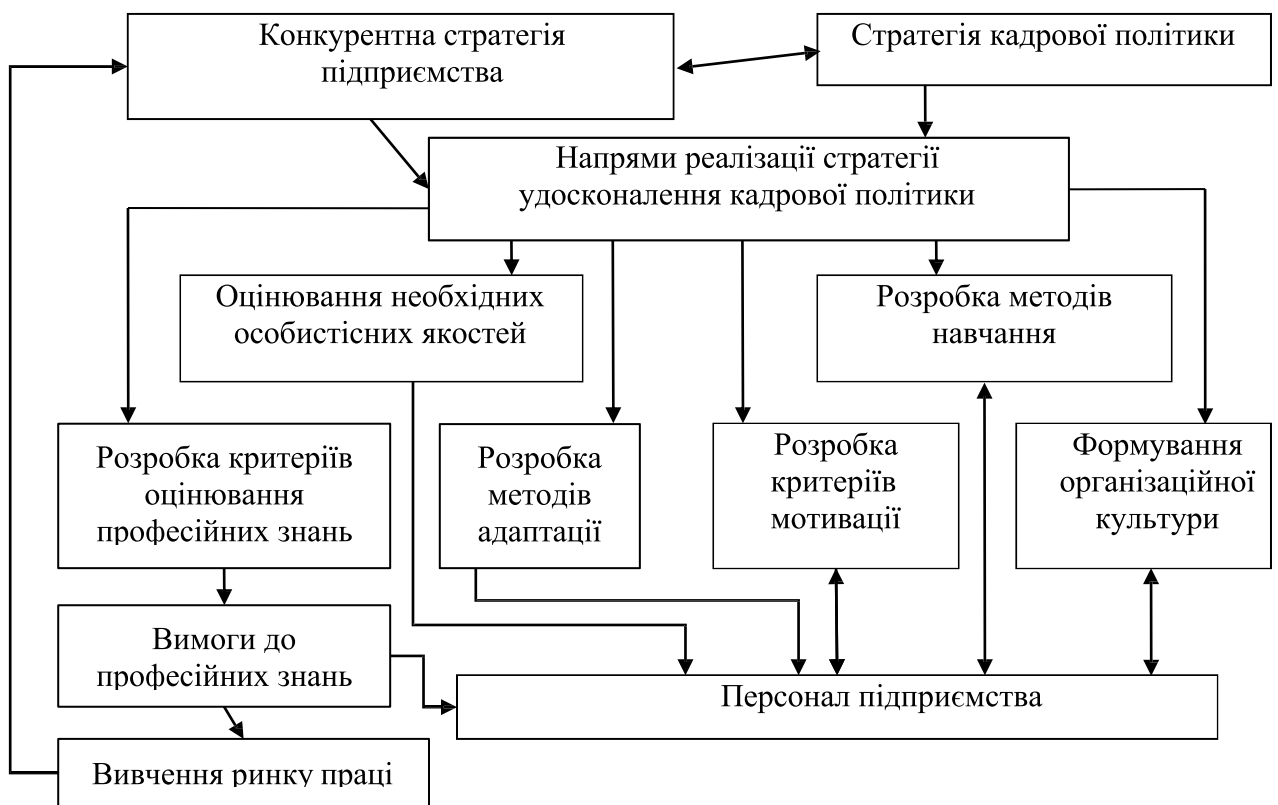 Конкурентна стратегія
підприємства
Стратегія кадрової політики
Напрями реалізації стратегії
удосконалення кадрової політики
Оцінювання необхідних
особистісних якостей
Розробка методів
навчання
Розробка критеріїв
оцінювання
професійних знань
Розробка
методів
адаптації
Розробка
критеріїв
мотивації
Формування
організаційної
культури
Вимоги до
професійних знань
Персонал підприємства
Вивчення ринку праці